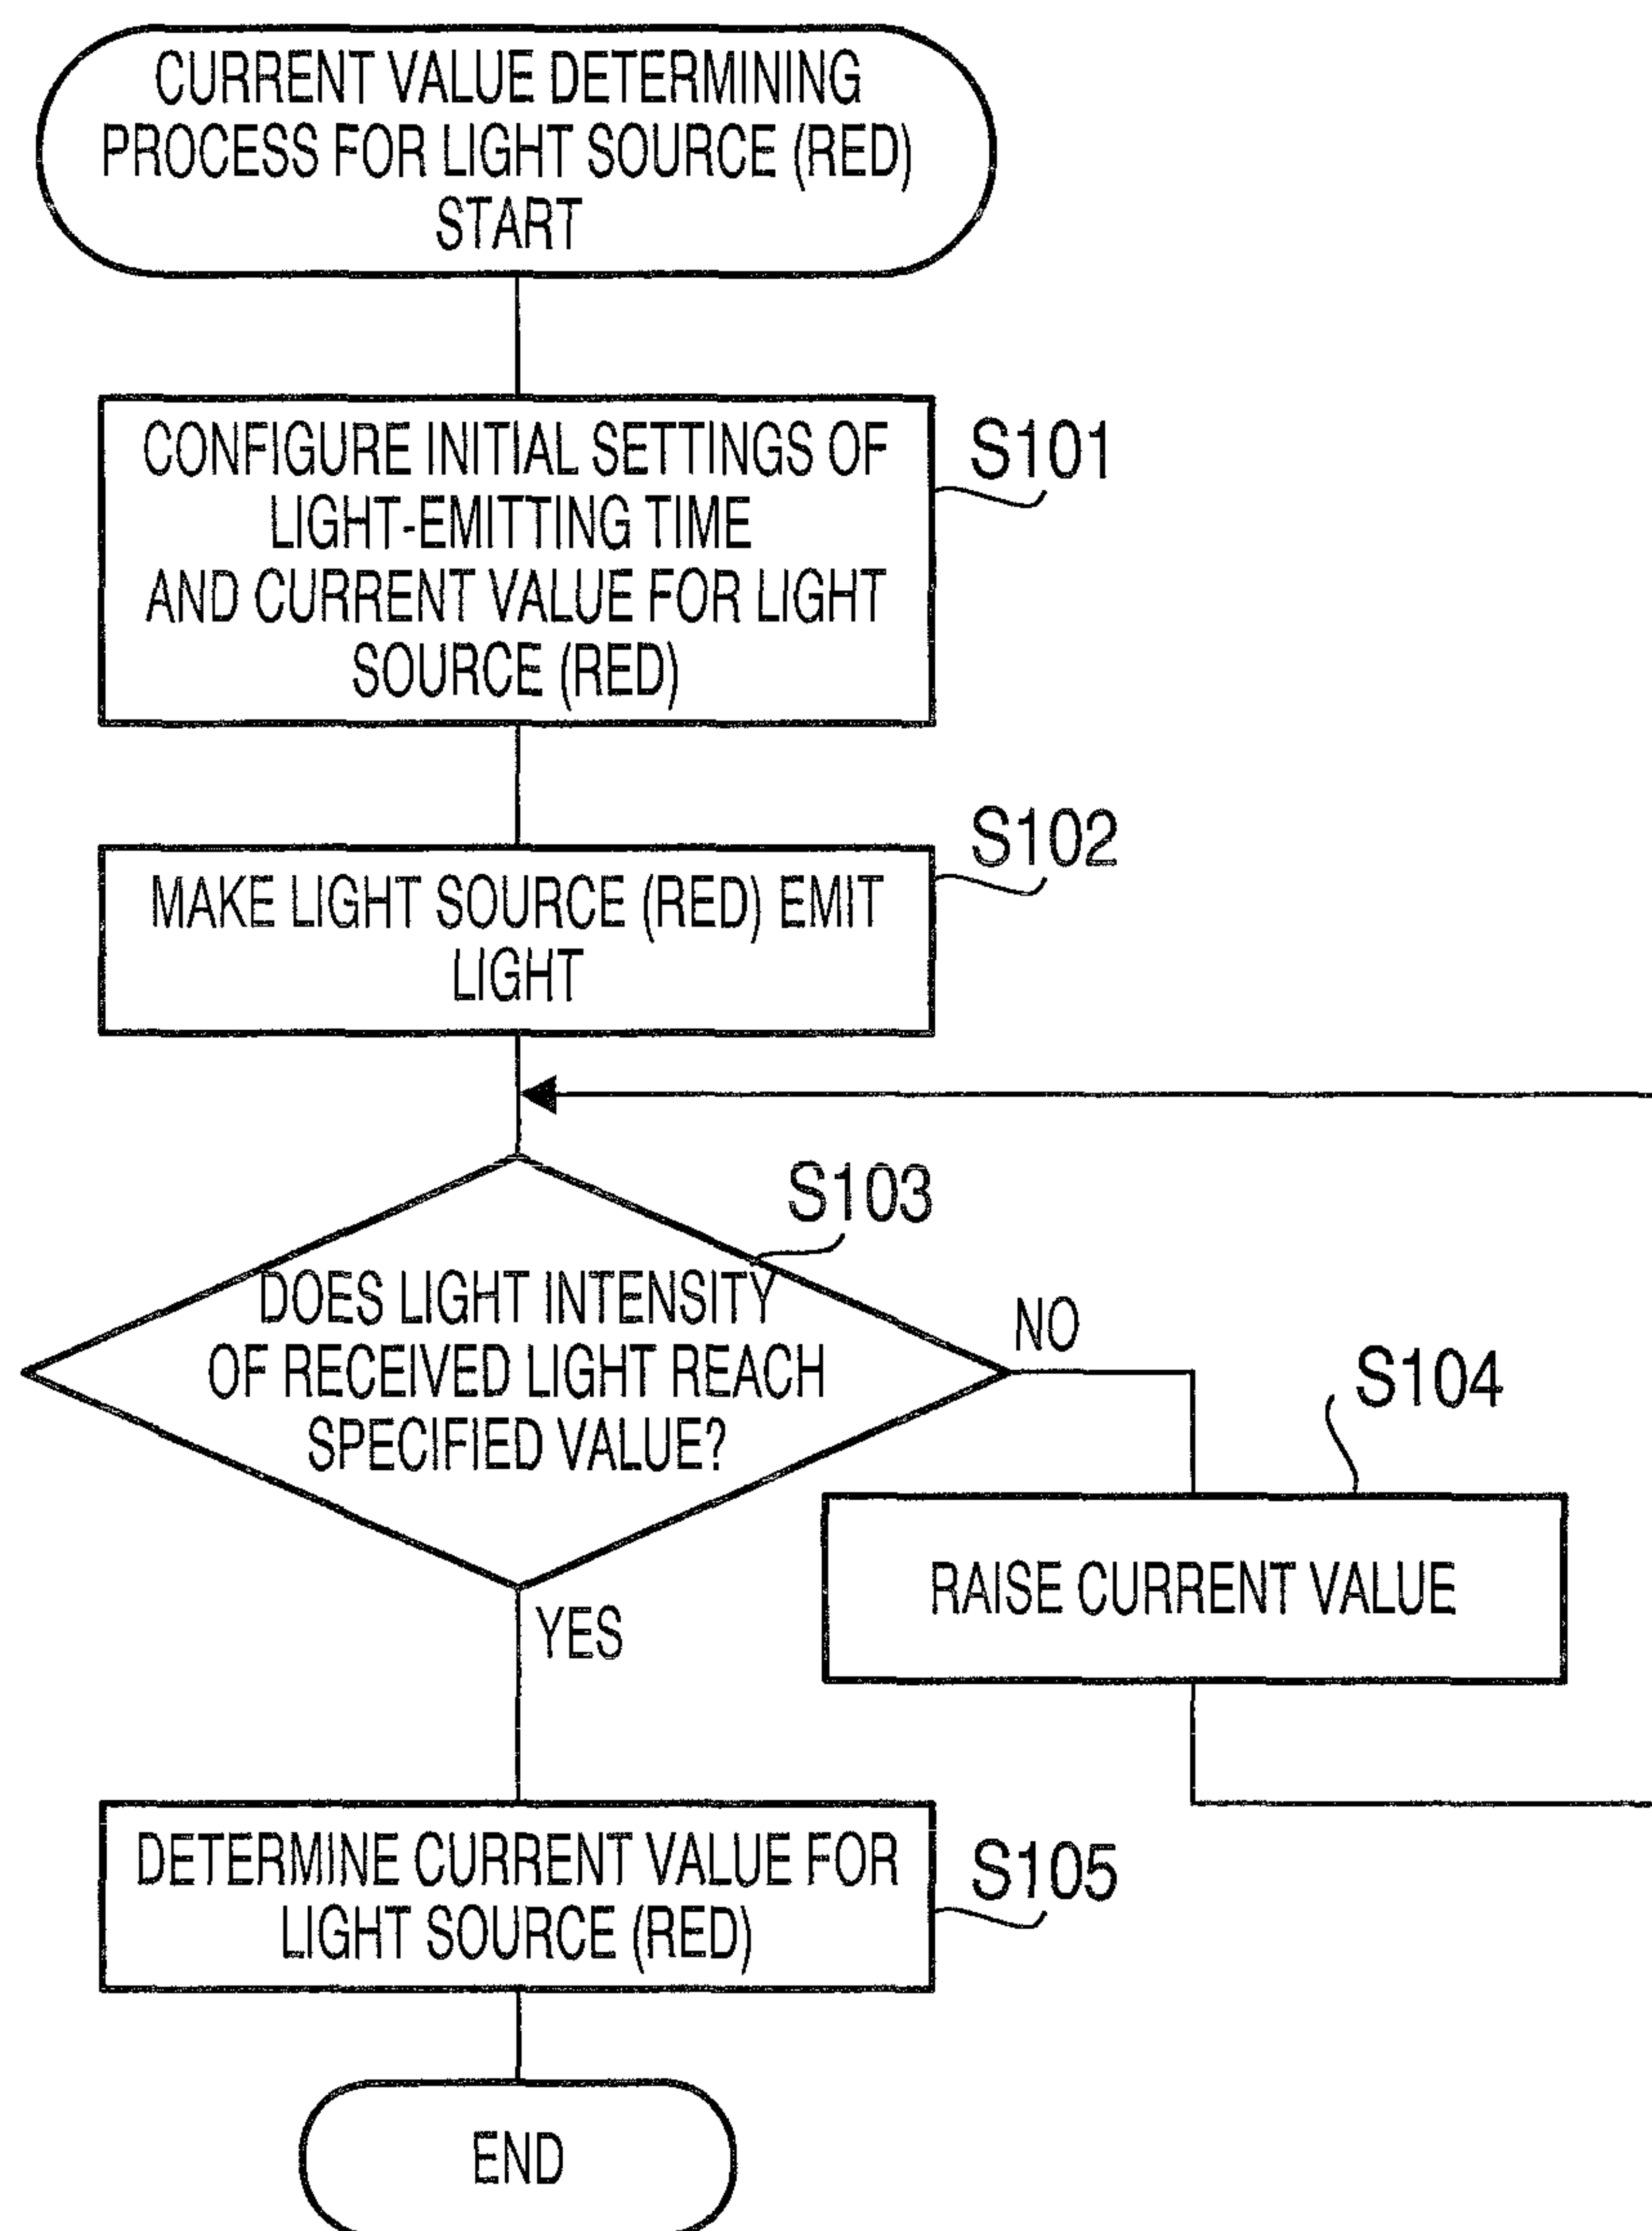 CURRENT VALUE DETERMINING
PROCESS FOR LIGHT SOURCE (RED)
START
CONFIGURE INITIAL SETTINGS OF
LIGHT-EMITTING TIME
AND CURRENT VALUE FOR LIGHT
SOURCE (RED)
S101
MAKE LIGHT SOURCE (RED) EMIT
LIGHT
S102
DOES LIGHT INTENSITY
OF RECEIVED LIGHT REACH
SPECIFIED VALUE?
S103
NO
S104
RAISE CURRENT VALUE
YES
DETERMINE CURRENT VALUE FOR
LIGHT SOURCE (RED)
S105
END